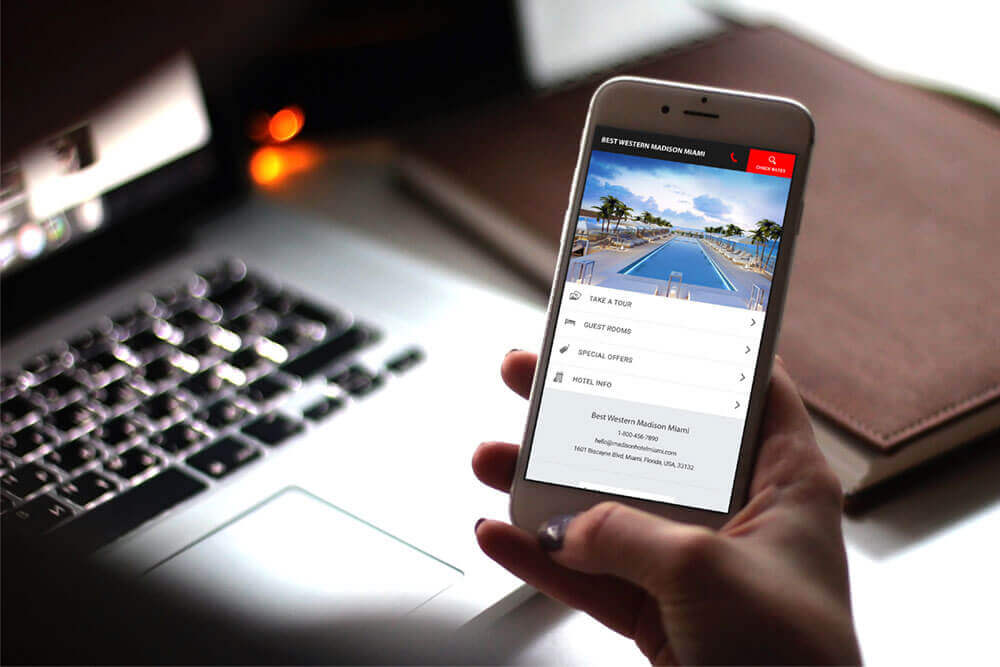 BEST WESTERN MADISON MIAMI
CHECK RATES
TAKE A TOUR
GUEST ROOMS
SPECIAL OFFERS
HOTEL INFO
Best Western Madison Miami
1-800-456-7890
hello@madisonhotelmiami.com
1601 Biscayne Blvd, Miami, Florida, USA, 33132